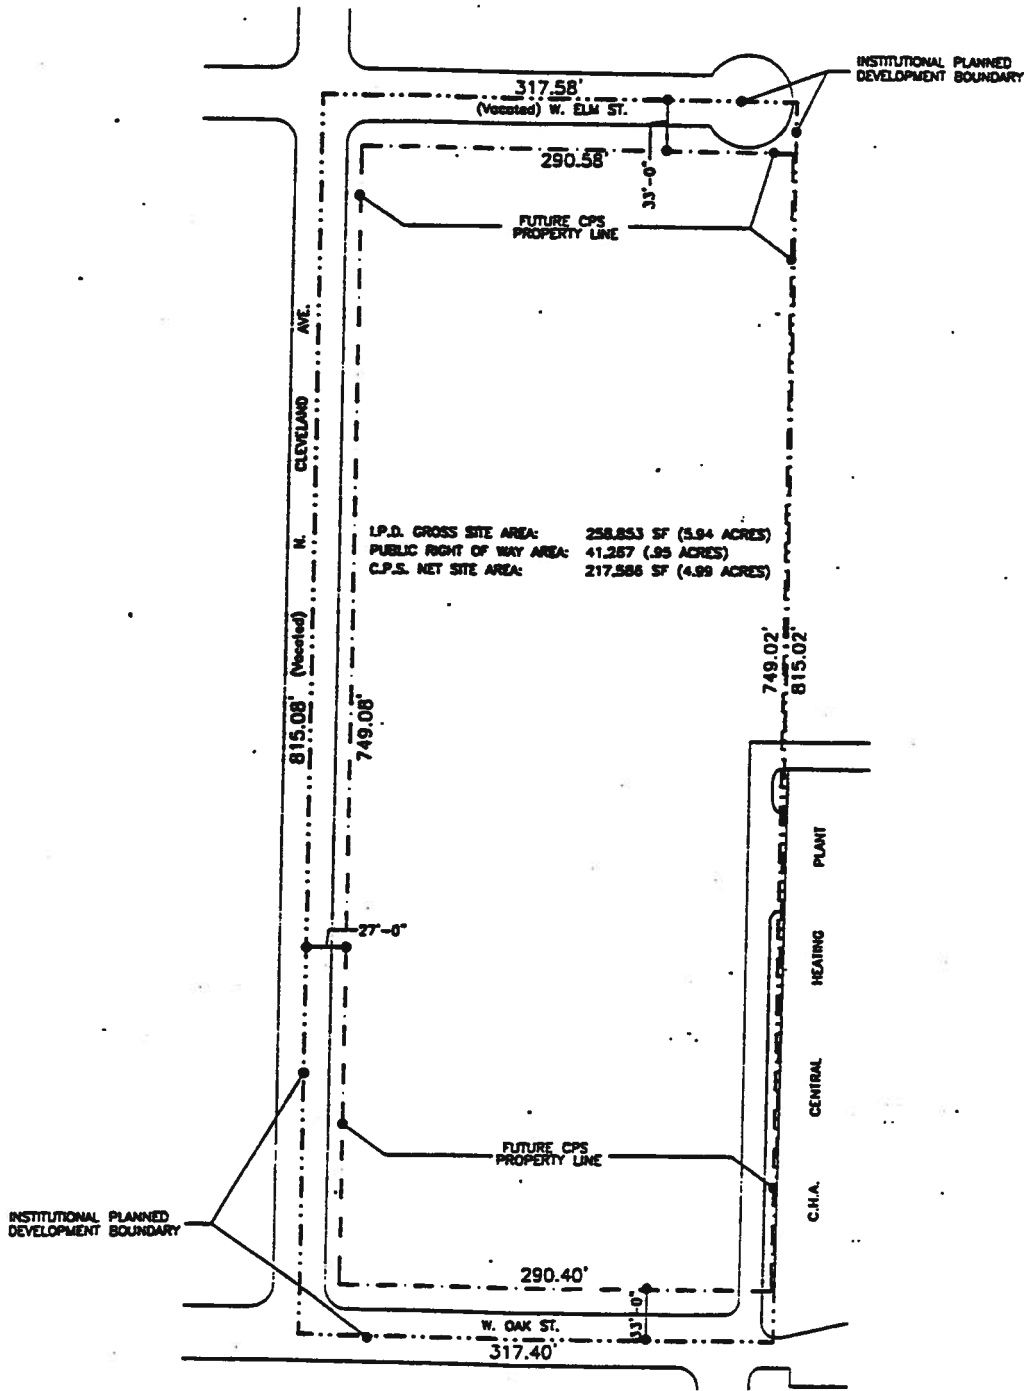 INSTITUTIONAL PLANNED
DEVELOPMENT BOUNDARY
317.58'
(Vacated) W. ELM ST.
290.58'
33'-0"
FUTURE CPS
PROPERTY LINE
(Vacated) N. CLEVELAND AVE.
I.P.D. GROSS SITE AREA: 258,853 SF (5.94 ACRES)
PUBLIC RIGHT OF WAY AREA: 41,267 (.95 ACRES)
C.P.S. NET SITE AREA: 217,586 SF (4.99 ACRES)
815.08'
749.08'
749.02'
815.02'
27'-0"
C.H.A. CENTRAL HEATING PLANT
FUTURE CPS
PROPERTY LINE
INSTITUTIONAL PLANNED
DEVELOPMENT BOUNDARY
290.40'
33'-0"
W. OAK ST.
317.40'